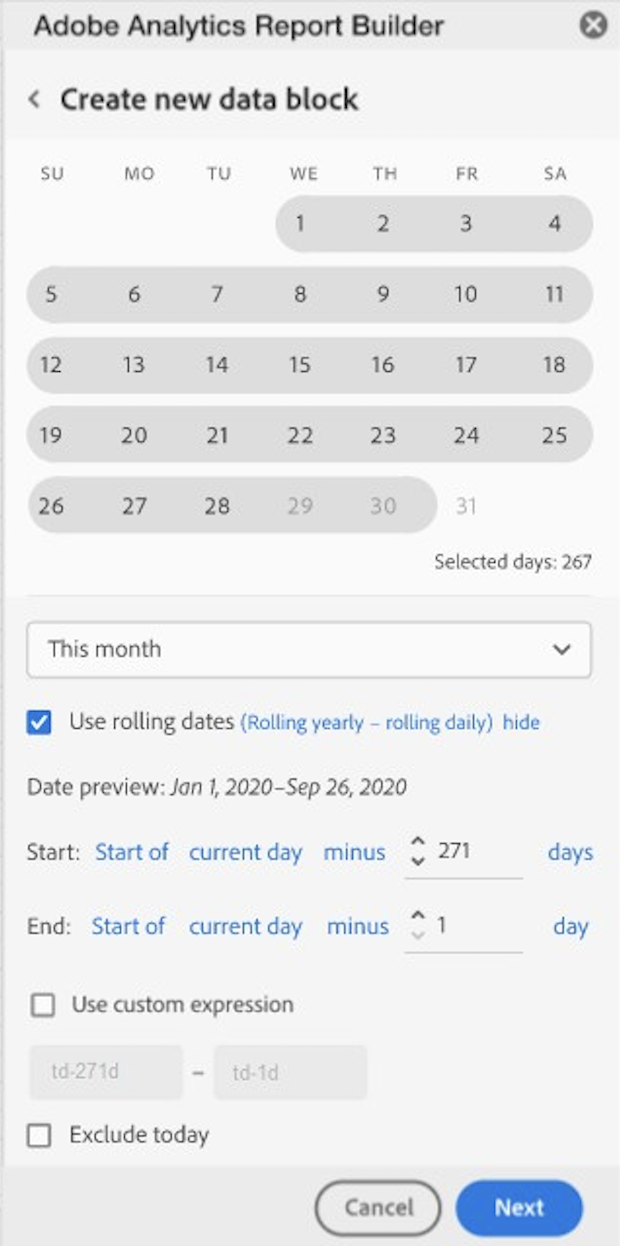 Adobe Analytics Report Builder
Create new data block
SU MO TU WE TH FR SA
1 2 3 4
5 6 7 8 9 10 11
12 13 14 15 16 17 18
19 20 21 22 23 24 25
26 27 28 29 30 31
Selected days: 267
This month
Use rolling dates (Rolling yearly – rolling daily) hide
Date preview: Jan 1, 2020–Sep 26, 2020
Start: Start of current day minus 271 days
End: Start of current day minus 1 day
Use custom expression
td-271d – td-1d
Exclude today
Cancel Next